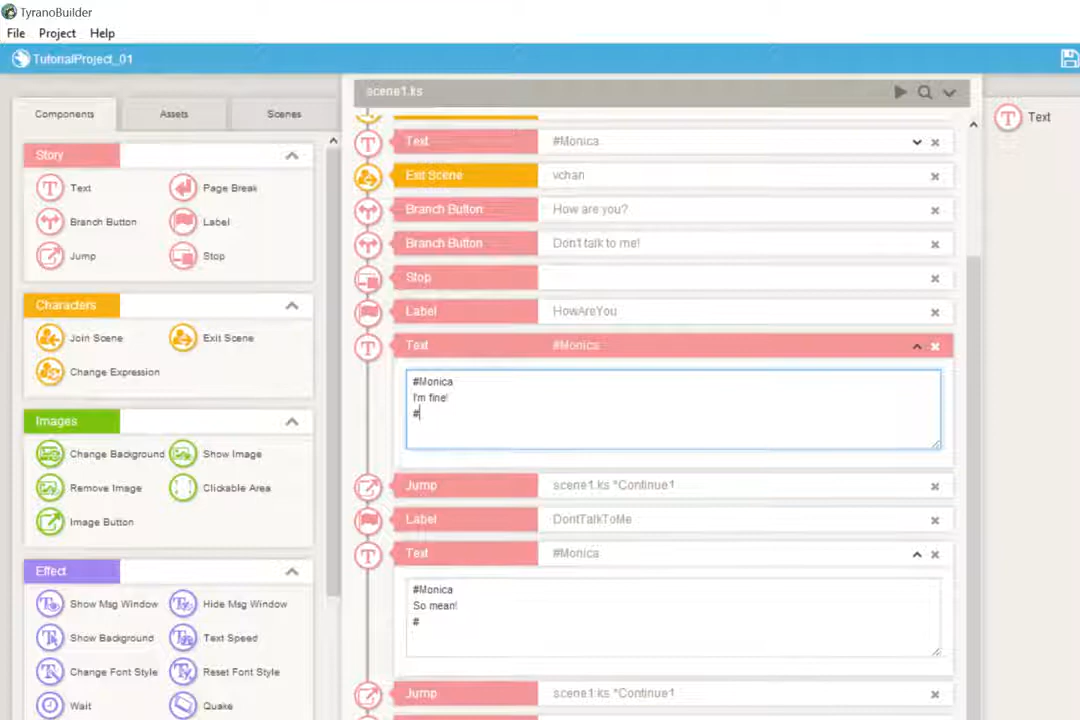 TyranoBuilder
File Project Help
TutorialProject_01
Components Assets Scenes
Story
Text Page Break
Branch Button Label
Jump Stop
Characters
Join Scene Exit Scene
Change Expression
Images
Change Background Show Image
Remove Image Clickable Area
Image Button
Effect
Show Msg Window Hide Msg Window
Show Background Text Speed
Change Font Style Reset Font Style
Wait Quake
scene1.ks
Text #Monica
Exit Scene vchan
Branch Button How are you?
Branch Button Don't talk to me!
Stop
Label HowAreYou
Text #Monica
#Monica
I'm fine!
#
Jump scene1.ks *Continue1
Label DontTalkToMe
Text #Monica
#Monica
So mean!
#
Jump scene1.ks *Continue1
Text